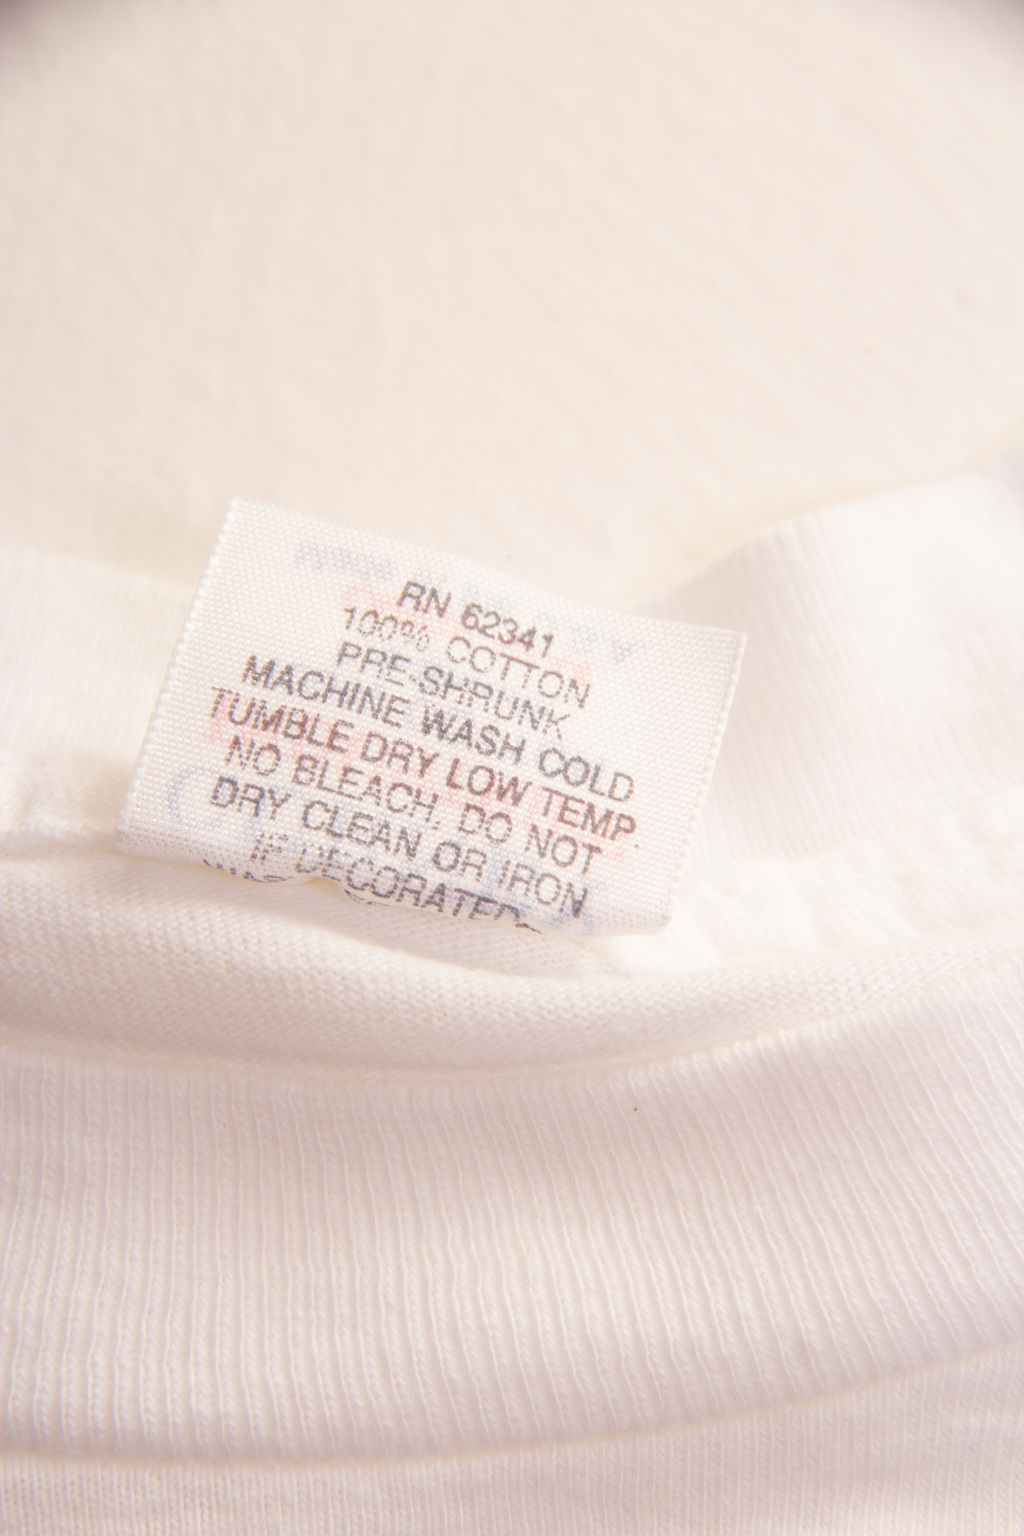 RN 62341
100% COTTON
PRE-SHRUNK
MACHINE WASH COLD
TUMBLE DRY LOW TEMP.
NO BLEACH, DO NOT
DRY CLEAN OR IRON
IF DECORATED